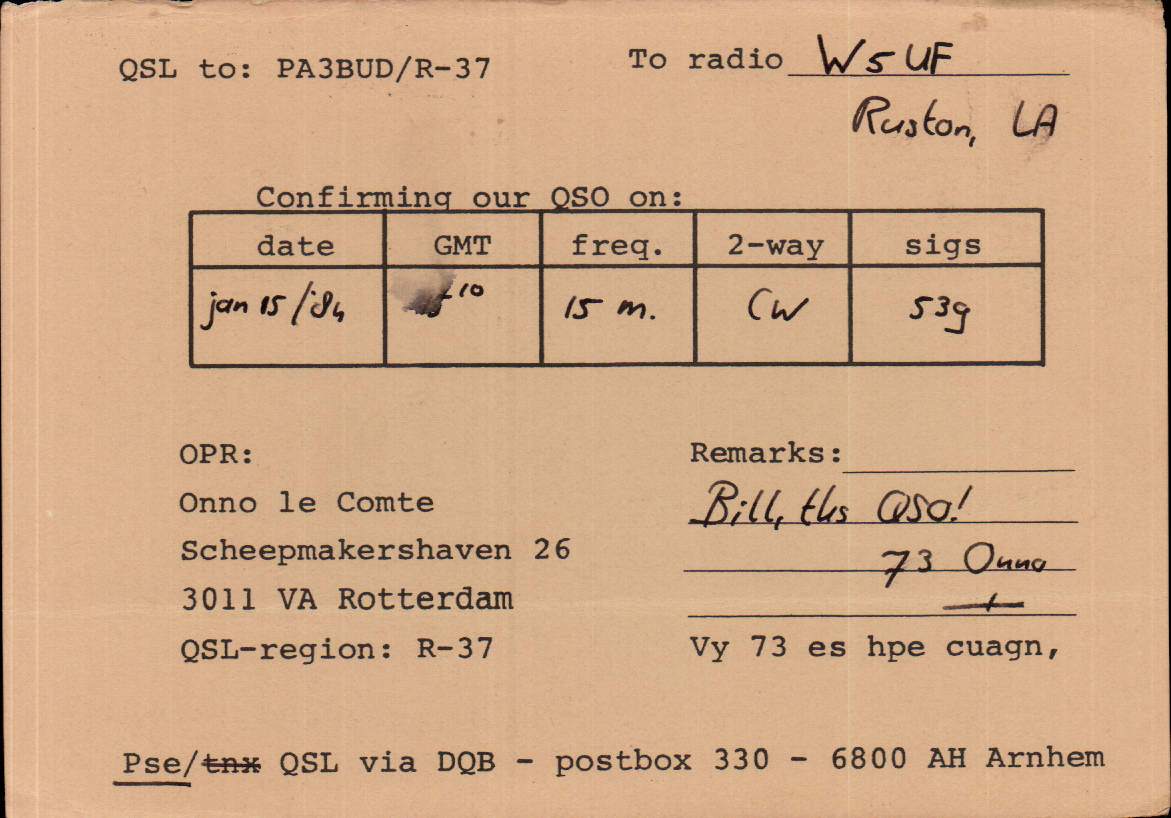 QSL to: PA3BUD/R-37
To radio W5UF
Ruston, LA
Confirming our QSO on:
date GMT freq. 2-way sigs
jan 15/'84 15 m. CW 539
OPR:
Onno le Comte
Scheepmakershaven 26
3011 VA Rotterdam
QSL-region: R-37
Remarks:
Bill, tks QSO!
73 Onno
Vy 73 es hpe cuagn,
Pse/tnx QSL via DQB - postbox 330 - 6800 AH Arnhem